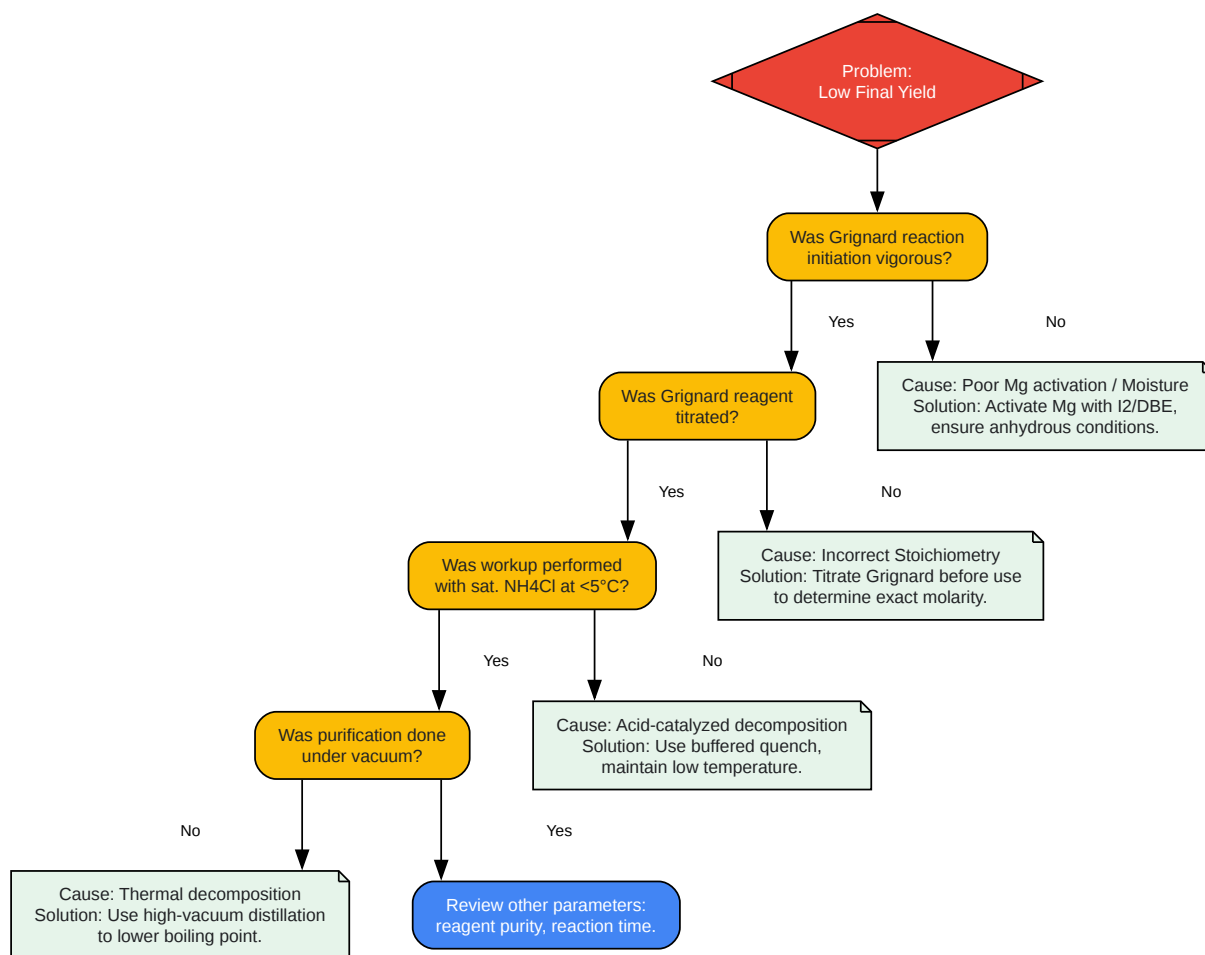 Problem:
Low Final Yield
Was Grignard reaction
initiation vigorous?
Yes
No
Cause: Poor Mg activation / Moisture
Solution: Activate Mg with I2/DBE,
ensure anhydrous conditions.
Was Grignard reagent
titrated?
Yes
No
Cause: Incorrect Stoichiometry
Solution: Titrate Grignard before use
to determine exact molarity.
Was workup performed
with sat. NH4Cl at <5°C?
Yes
No
Cause: Acid-catalyzed decomposition
Solution: Use buffered quench,
maintain low temperature.
Was purification done
under vacuum?
No
Yes
Cause: Thermal decomposition
Solution: Use high-vacuum distillation
to lower boiling point.
Review other parameters:
reagent purity, reaction time.